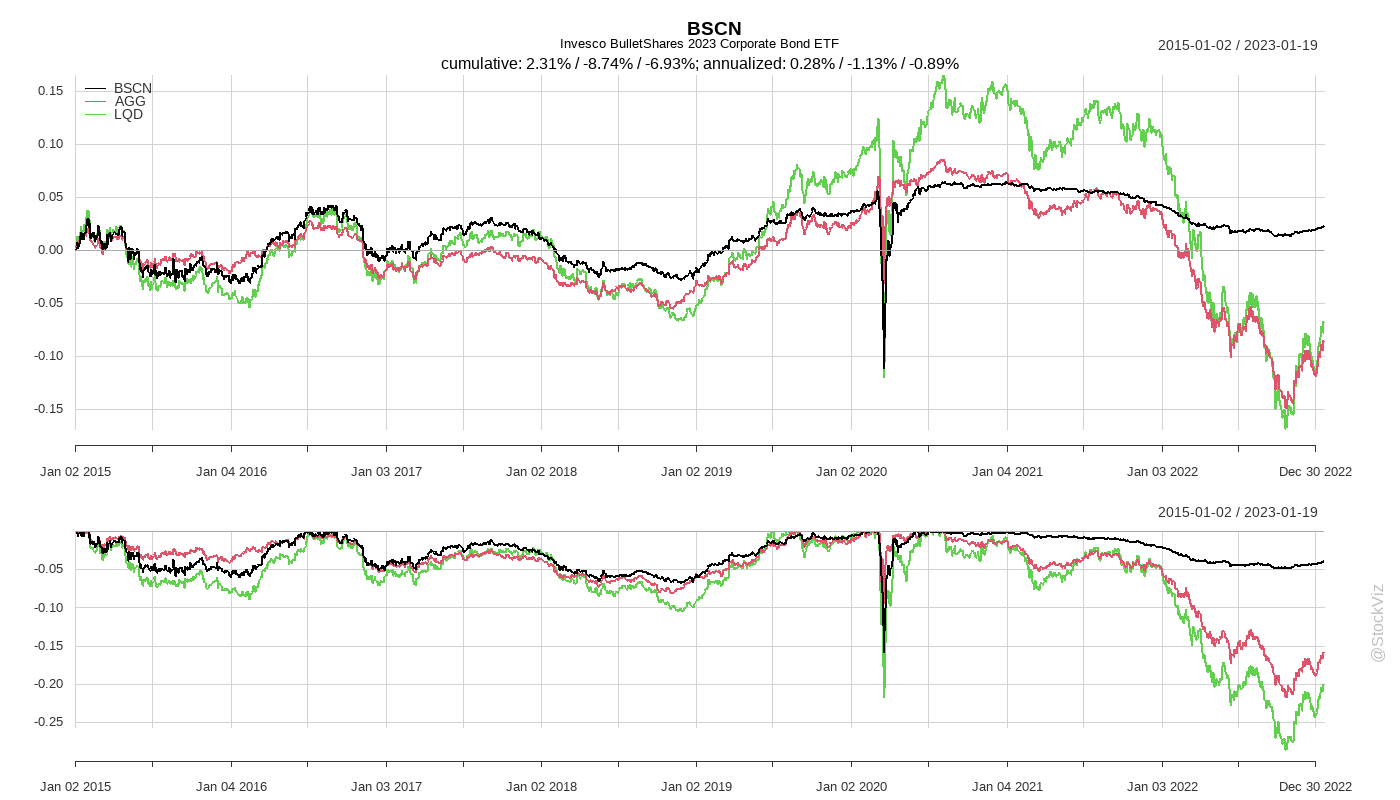 BSCN
Invesco BulletShares 2023 Corporate Bond ETF
2015-01-02 / 2023-01-19
cumulative: 2.31% / -8.74% / -6.93%; annualized: 0.28% / -1.13% / -0.89%
BSCN
AGG
LQD
0.15
0.10
0.05
0.00
-0.05
-0.10
-0.15
Jan 02 2015 Jan 04 2016 Jan 03 2017 Jan 02 2018 Jan 02 2019 Jan 02 2020 Jan 04 2021 Jan 03 2022 Dec 30 2022
2015-01-02 / 2023-01-19
-0.05
-0.10
-0.15
-0.20
-0.25
Jan 02 2015 Jan 04 2016 Jan 03 2017 Jan 02 2018 Jan 02 2019 Jan 02 2020 Jan 04 2021 Jan 03 2022 Dec 30 2022
@StockViz